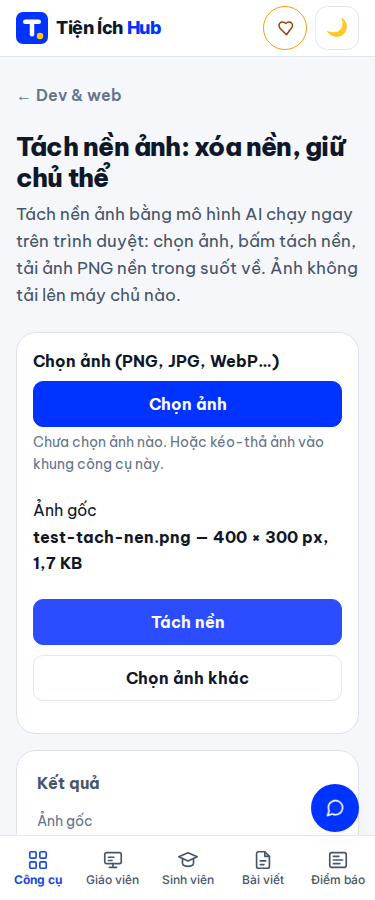 Tiện Ích Hub
← Dev & web
Tách nền ảnh: xóa nền, giữ
chủ thể
Tách nền ảnh bằng mô hình AI chạy ngay
trên trình duyệt: chọn ảnh, bấm tách nền,
tải ảnh PNG nền trong suốt về. Ảnh không
tải lên máy chủ nào.
Chọn ảnh (PNG, JPG, WebP...)
Chọn ảnh
Chưa chọn ảnh nào. Hoặc kéo-thả ảnh vào
khung công cụ này.
Ảnh gốc
test-tach-nen.png — 400 × 300 px,
1,7 KB
Tách nền
Chọn ảnh khác
Kết quả
Ảnh gốc
Công cụ
Giáo viên
Sinh viên
Bài viết
Điểm báo